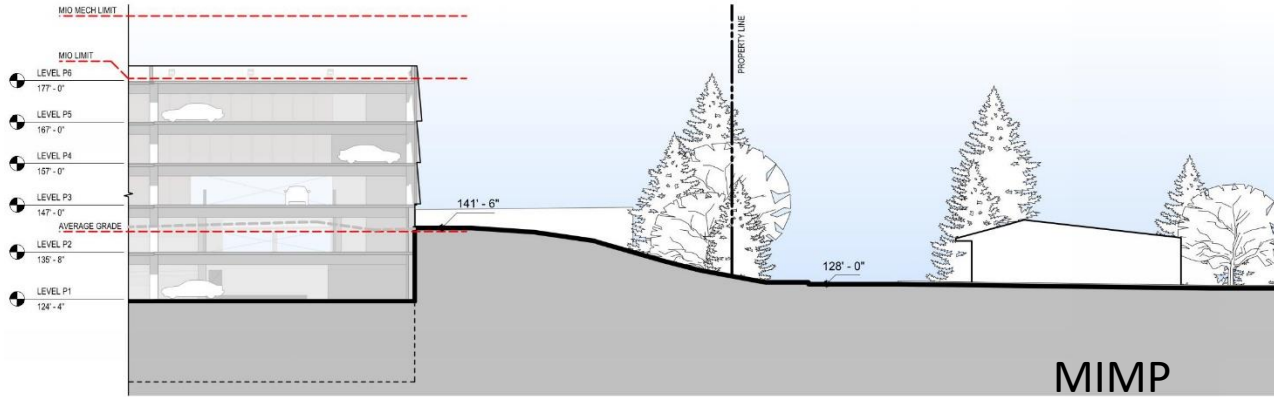 MIO MECH LIMIT
PROPERTY LINE
MIO LIMIT
LEVEL P6
177' - 0"
LEVEL P5
167' - 0"
LEVEL P4
157' - 0"
LEVEL P3
147' - 0"
141' - 6"
AVERAGE GRADE
LEVEL P2
135' - 8"
128' - 0"
LEVEL P1
124' - 4"
MIMP